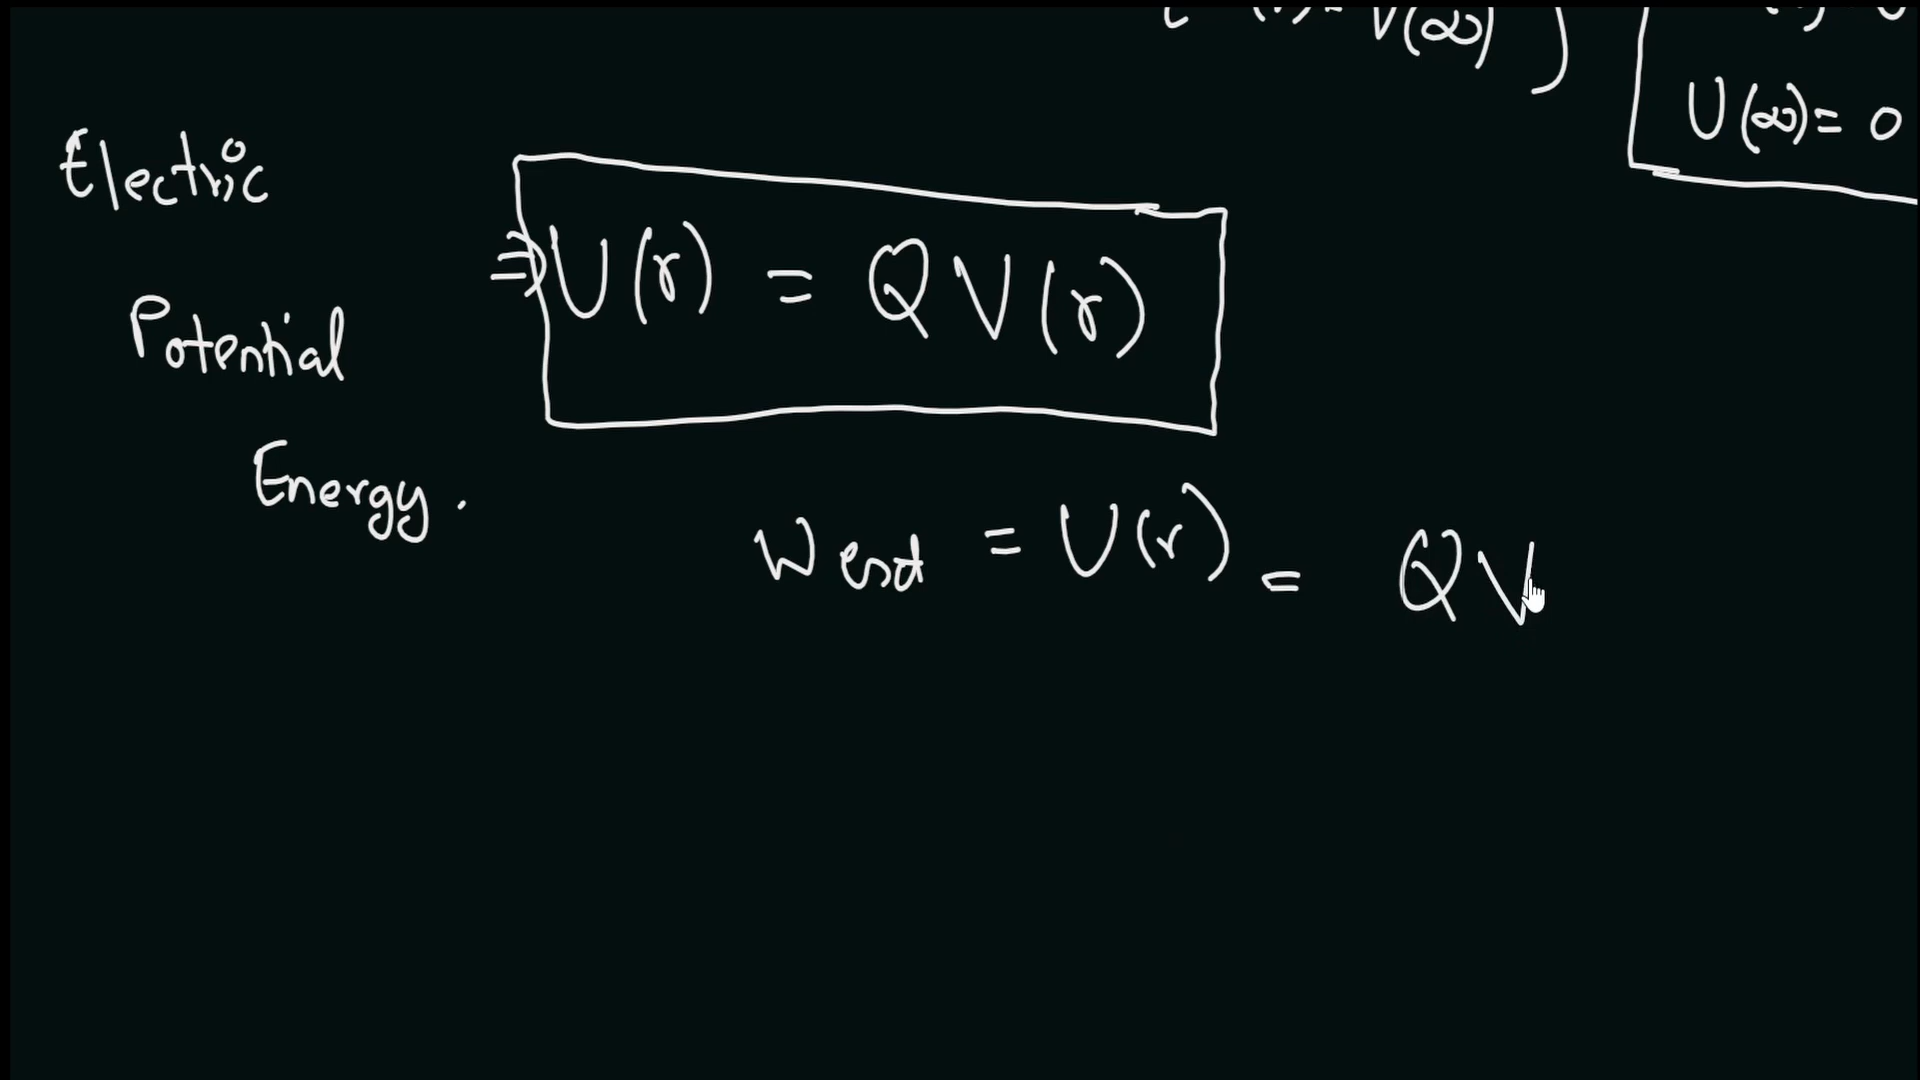 V(∞) )
U(∞) = 0
Electric
Potential
Energy.
⇒ U(r) = QV(r)
W ext = U(r) = QV